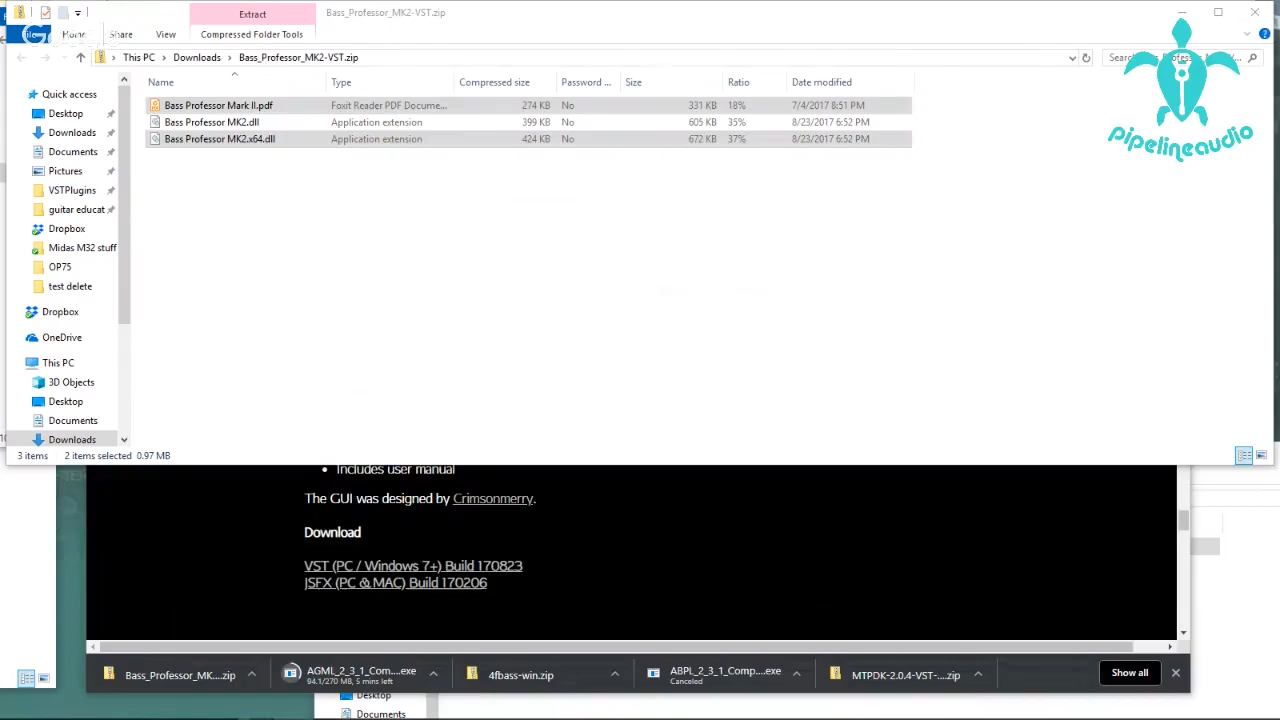 Extract
Bass_Professor_MK2-VST.zip
Home
Share
View
Compressed Folder Tools
This PC
Downloads
Bass_Professor_MK2-VST.zip
Name
Type
Compressed size
Password ...
Size
Ratio
Date modified
Bass Professor Mark II.pdf
Foxit Reader PDF Docume...
274 KB
No
331 KB
18%
7/4/2017 8:51 PM
Bass Professor MK2.dll
Application extension
399 KB
No
605 KB
35%
8/23/2017 6:52 PM
Bass Professor MK2.x64.dll
Application extension
424 KB
No
672 KB
37%
8/23/2017 6:52 PM
Quick access
Desktop
Downloads
Documents
Pictures
VSTPlugins
guitar educat
Dropbox
Midas M32 stuff
OP75
test delete
Dropbox
OneDrive
This PC
3D Objects
Desktop
Documents
Downloads
3 items
2 items selected 0.97 MB
pipelineaudio
• Includes user manual
The GUI was designed by Crimsonmerry.
Download
VST (PC / Windows 7+) Build 170823
JSFX (PC & MAC) Build 170206
Bass_Professor_MK....zip
AGML_2_3_1_Com....exe
94.1/270 MB, 5 mins left
4fbass-win.zip
ABPL_2_3_1_Comp....exe
Canceled
MTPDK-2.0.4-VST-....zip
Show all
Desktop
Documents